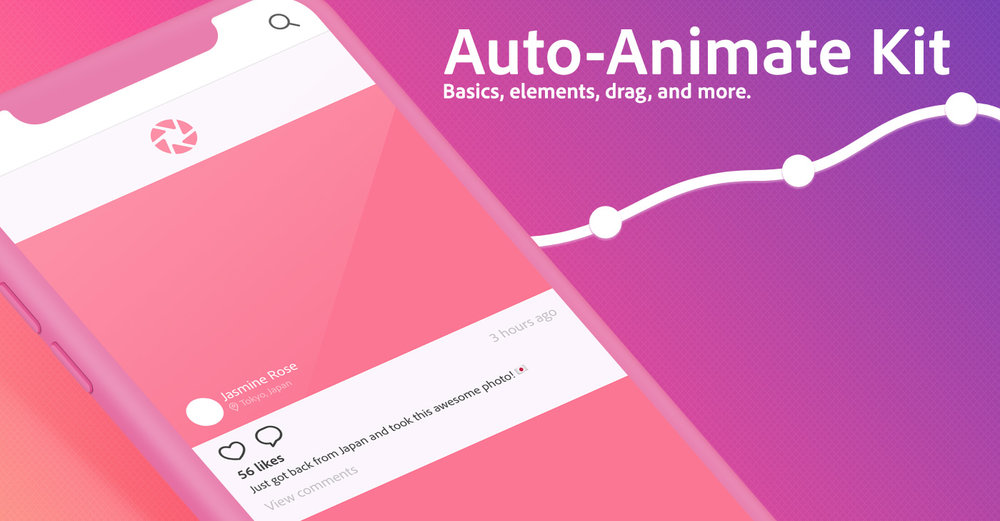 Auto-Animate Kit
Basics, elements, drag, and more.
Jasmine Rose
Tokyo, Japan
3 hours ago
56 likes
Just got back from Japan and took this awesome photo! 🇯🇵
View comments